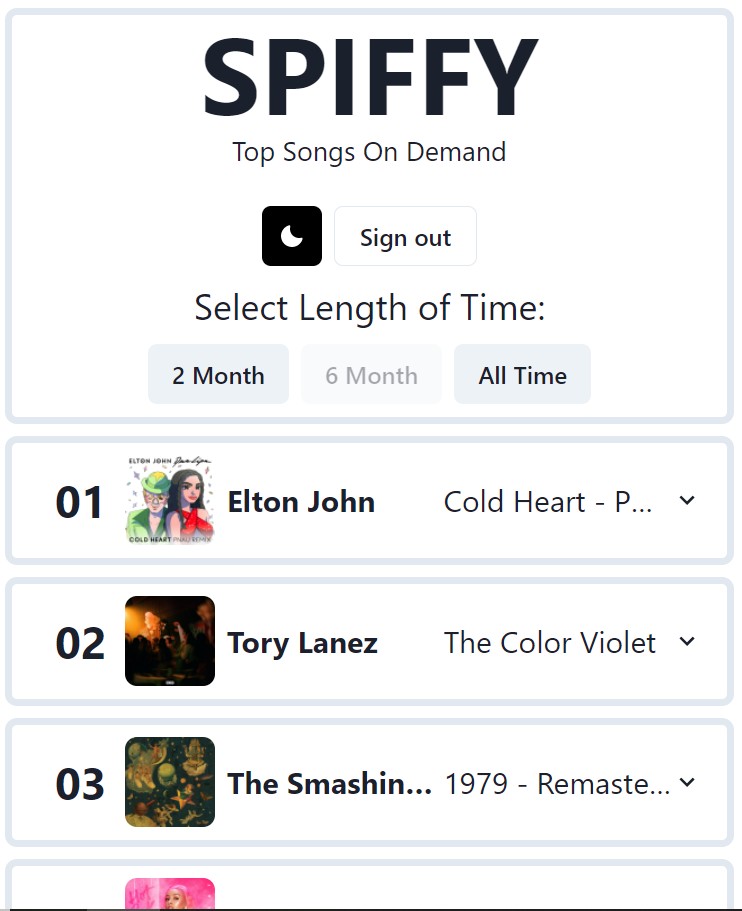 SPIFFY
Top Songs On Demand
Sign out
Select Length of Time:
2 Month 6 Month All Time
ELTON JOHN Dua Lipa
01 Elton John Cold Heart - P...
COLD HEART PNAU REMIX
02 Tory Lanez The Color Violet
03 The Smashin... 1979 - Remaste...
Hot